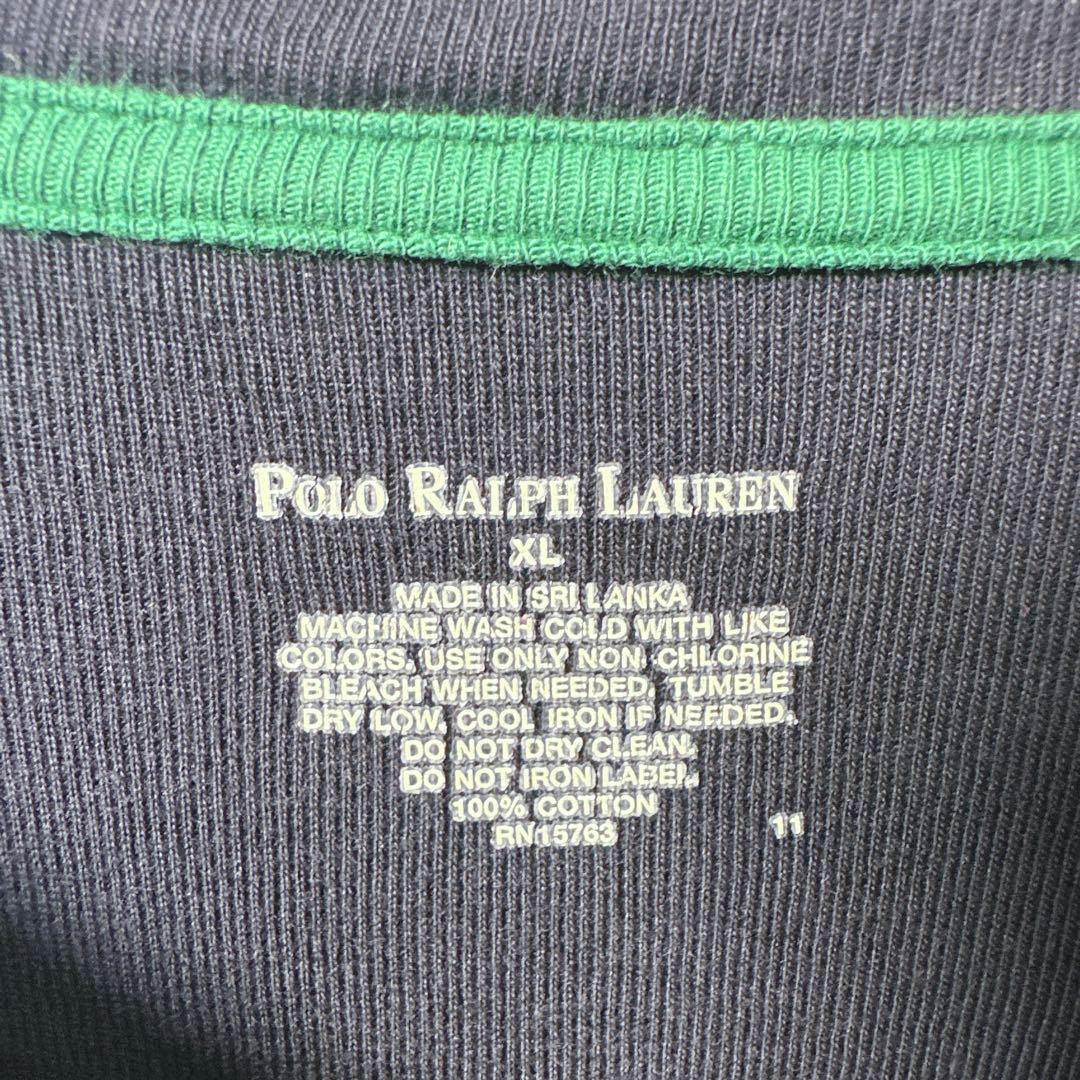 POLO RALPH LAUREN
XL
MADE IN SRI LANKA
MACHINE WASH COLD WITH LIKE
COLORS. USE ONLY NON CHLORINE
BLEACH WHEN NEEDED. TUMBLE
DRY LOW. COOL IRON IF NEEDED.
DO NOT DRY CLEAN.
DO NOT IRON LABEL.
100% COTTON
RN15763 11